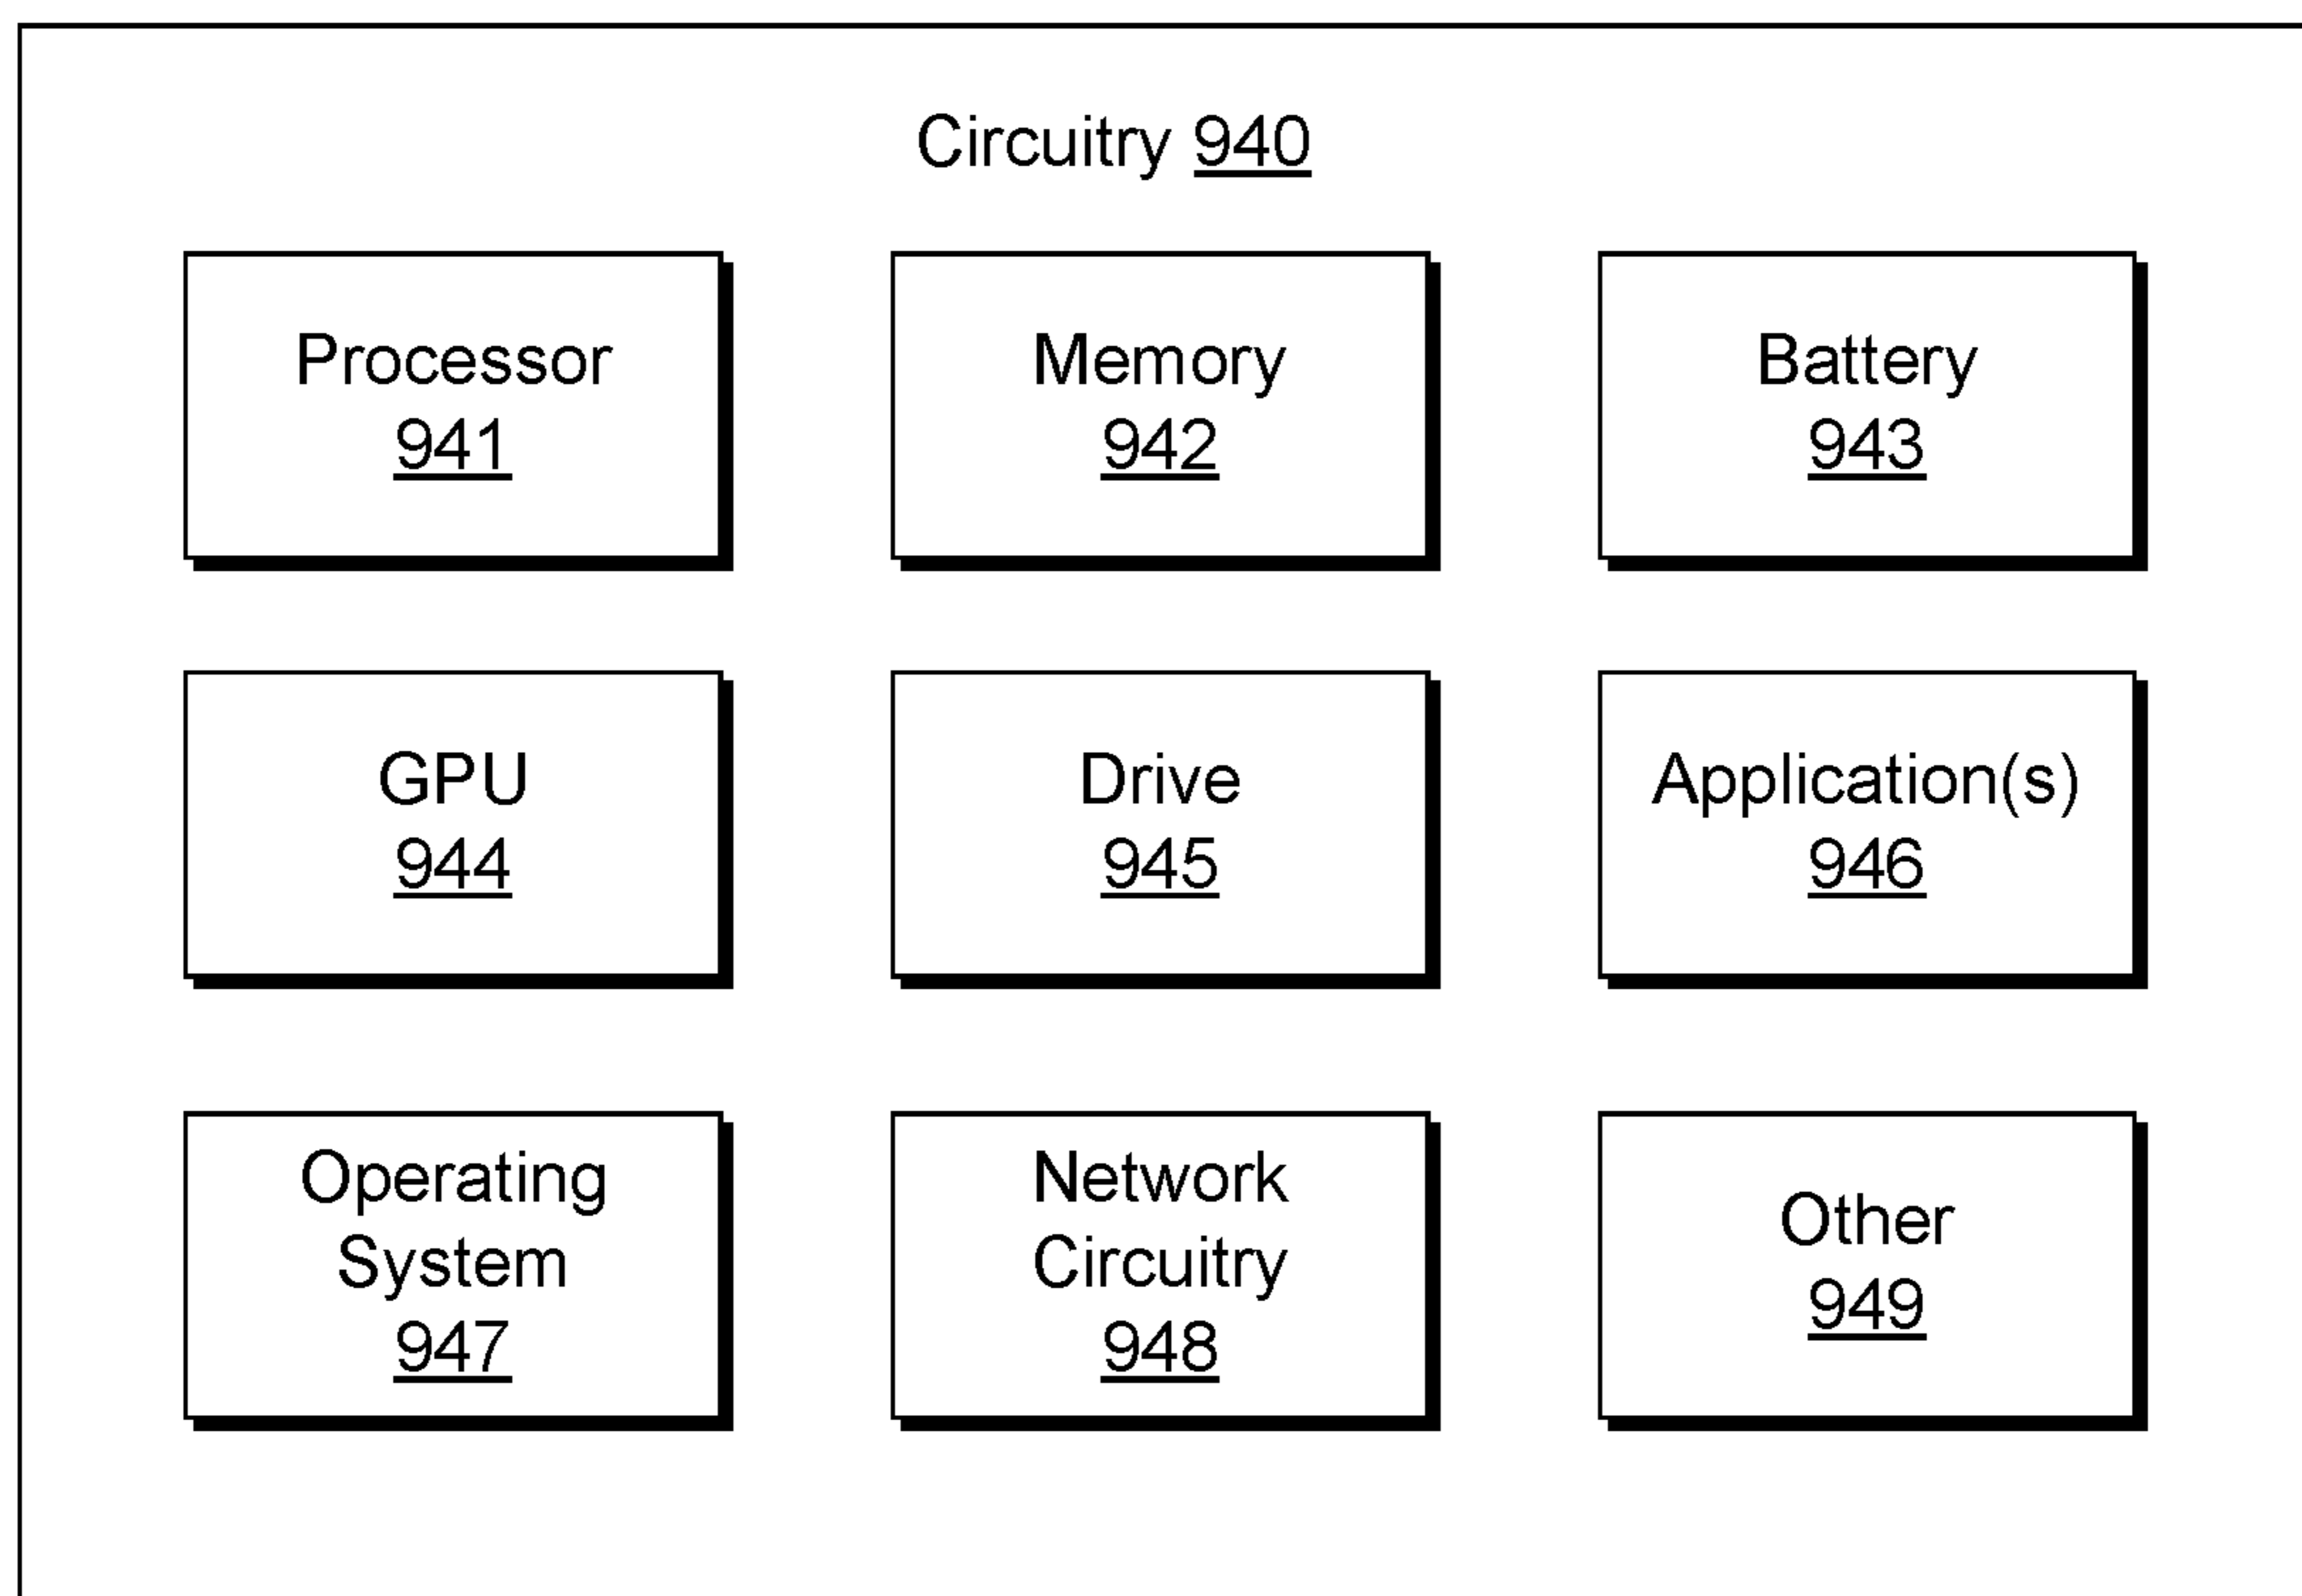 Circuitry 940
Processor
941
Memory
942
Battery
943
GPU
944
Drive
945
Application(s)
946
Operating
System
947
Network
Circuitry
948
Other
949